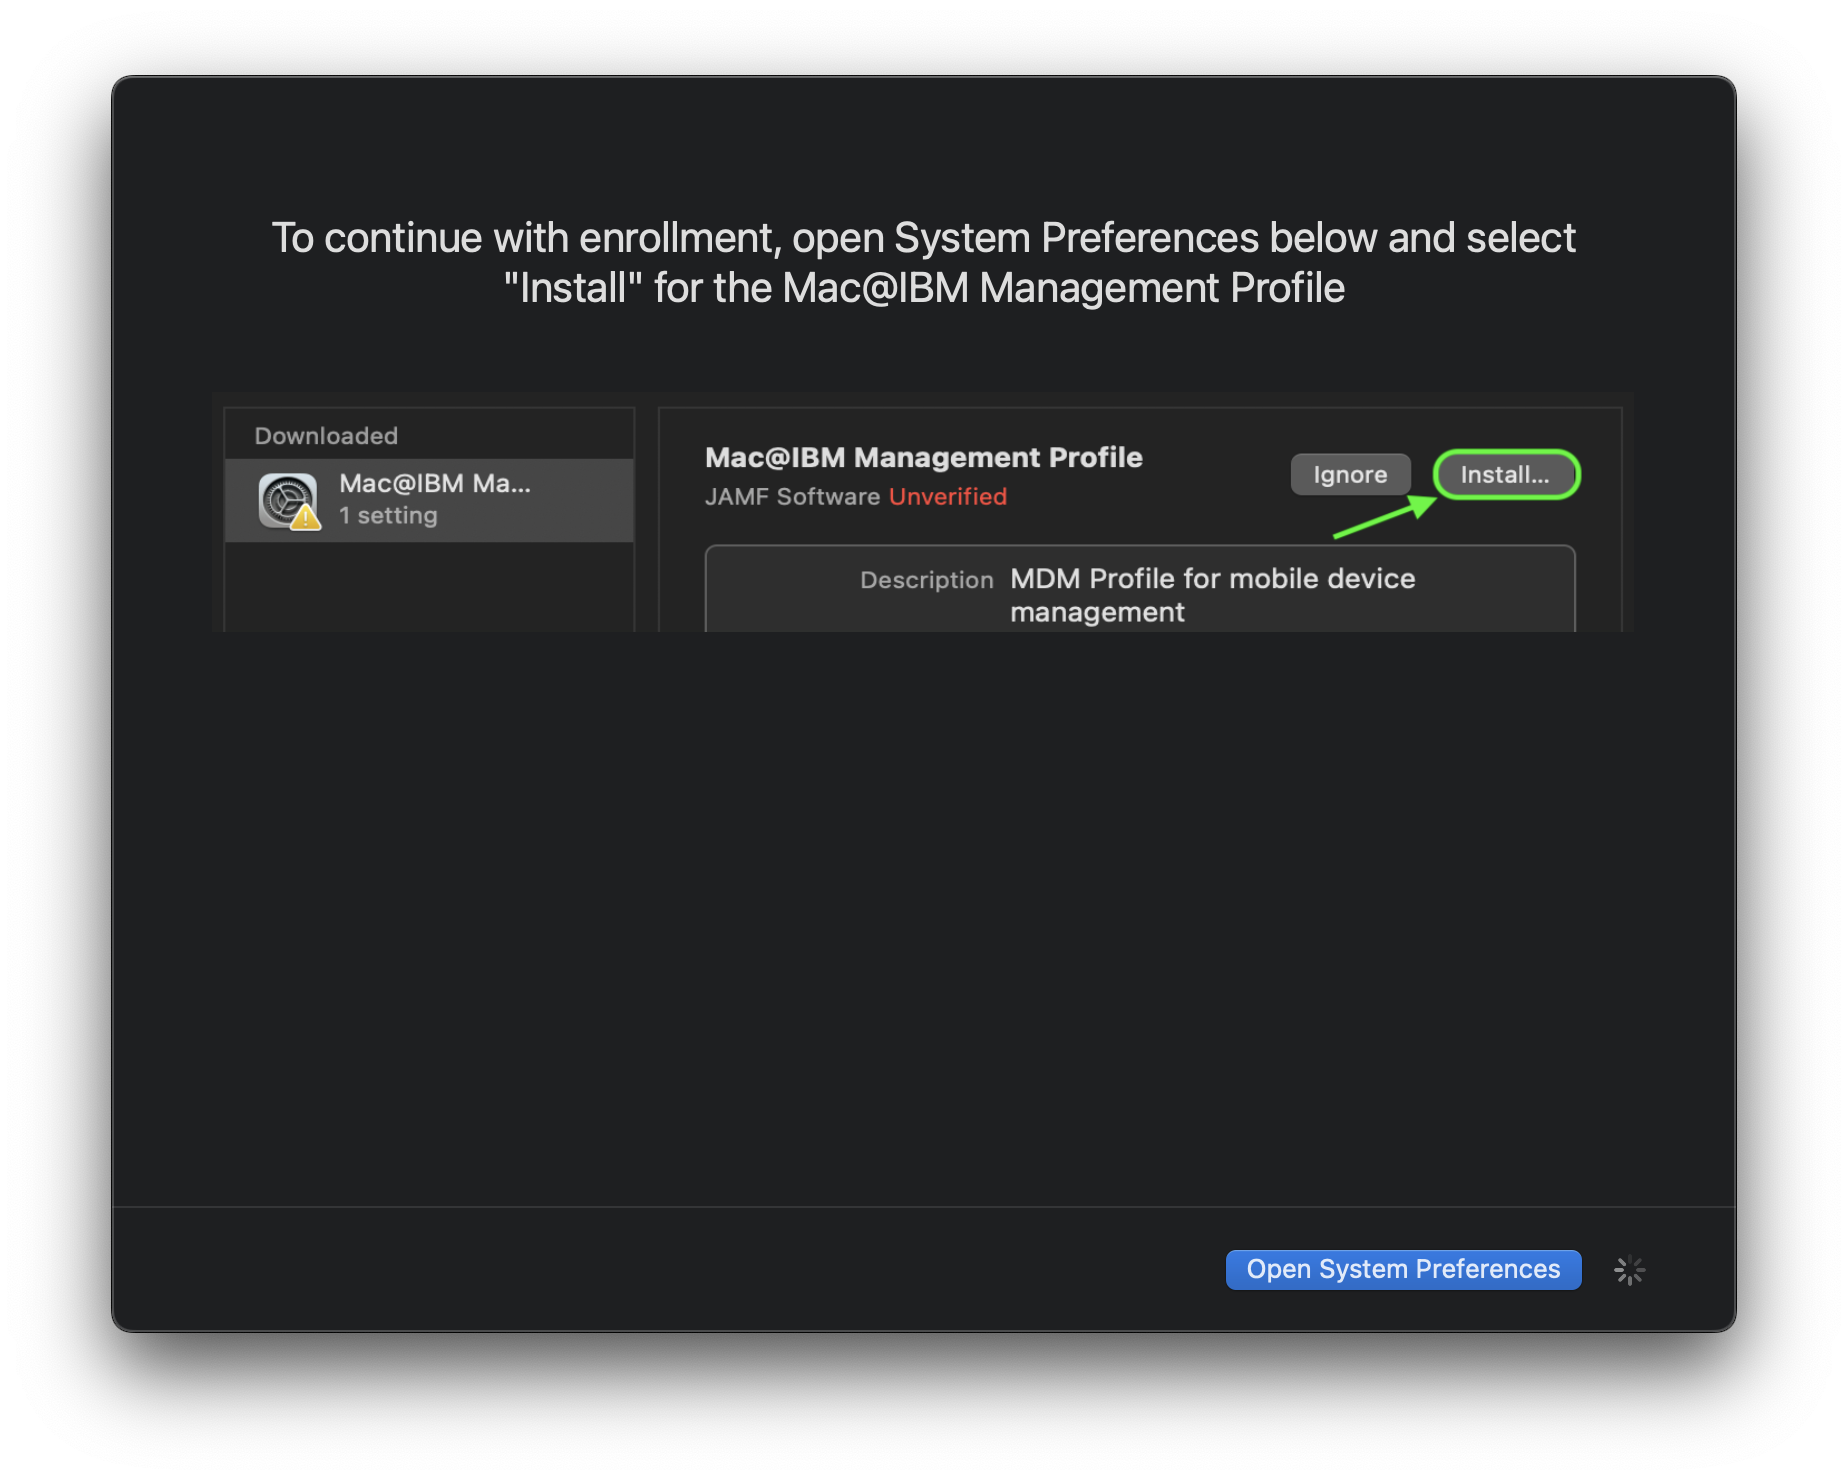 To continue with enrollment, open System Preferences below and select
"Install" for the Mac@IBM Management Profile
Downloaded
Mac@IBM Ma...
1 setting
Mac@IBM Management Profile
JAMF Software Unverified
Ignore
Install...
Description MDM Profile for mobile device
management
Open System Preferences